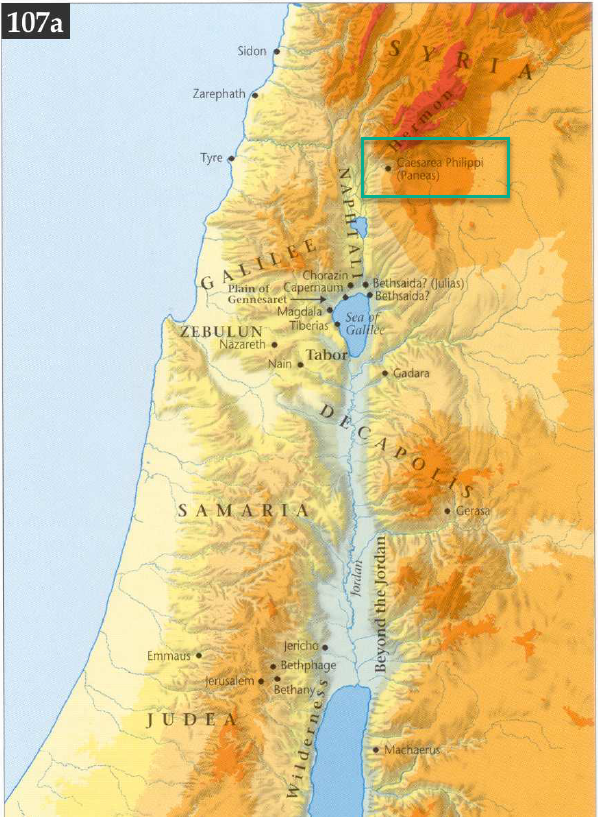 107a
Sidon
SYRIA
Zarephath
Hermon
Tyre
Caesarea Philippi
(Paneas)
NAPHTALI
GALILEE
Chorazin
Bethsaida? (Julias)
Plain of
Gennesaret
Capernaum
Bethsaida?
Magdala
Sea of
Galilee
Tiberias
ZEBULUN
Nazareth
Tabor
Nain
Gadara
DECAPOLIS
SAMARIA
Gerasa
Jordan
Beyond the Jordan
Jericho
Emmaus
Bethphage
Jerusalem
Bethany
JUDEA
Wilderness
Machaerus